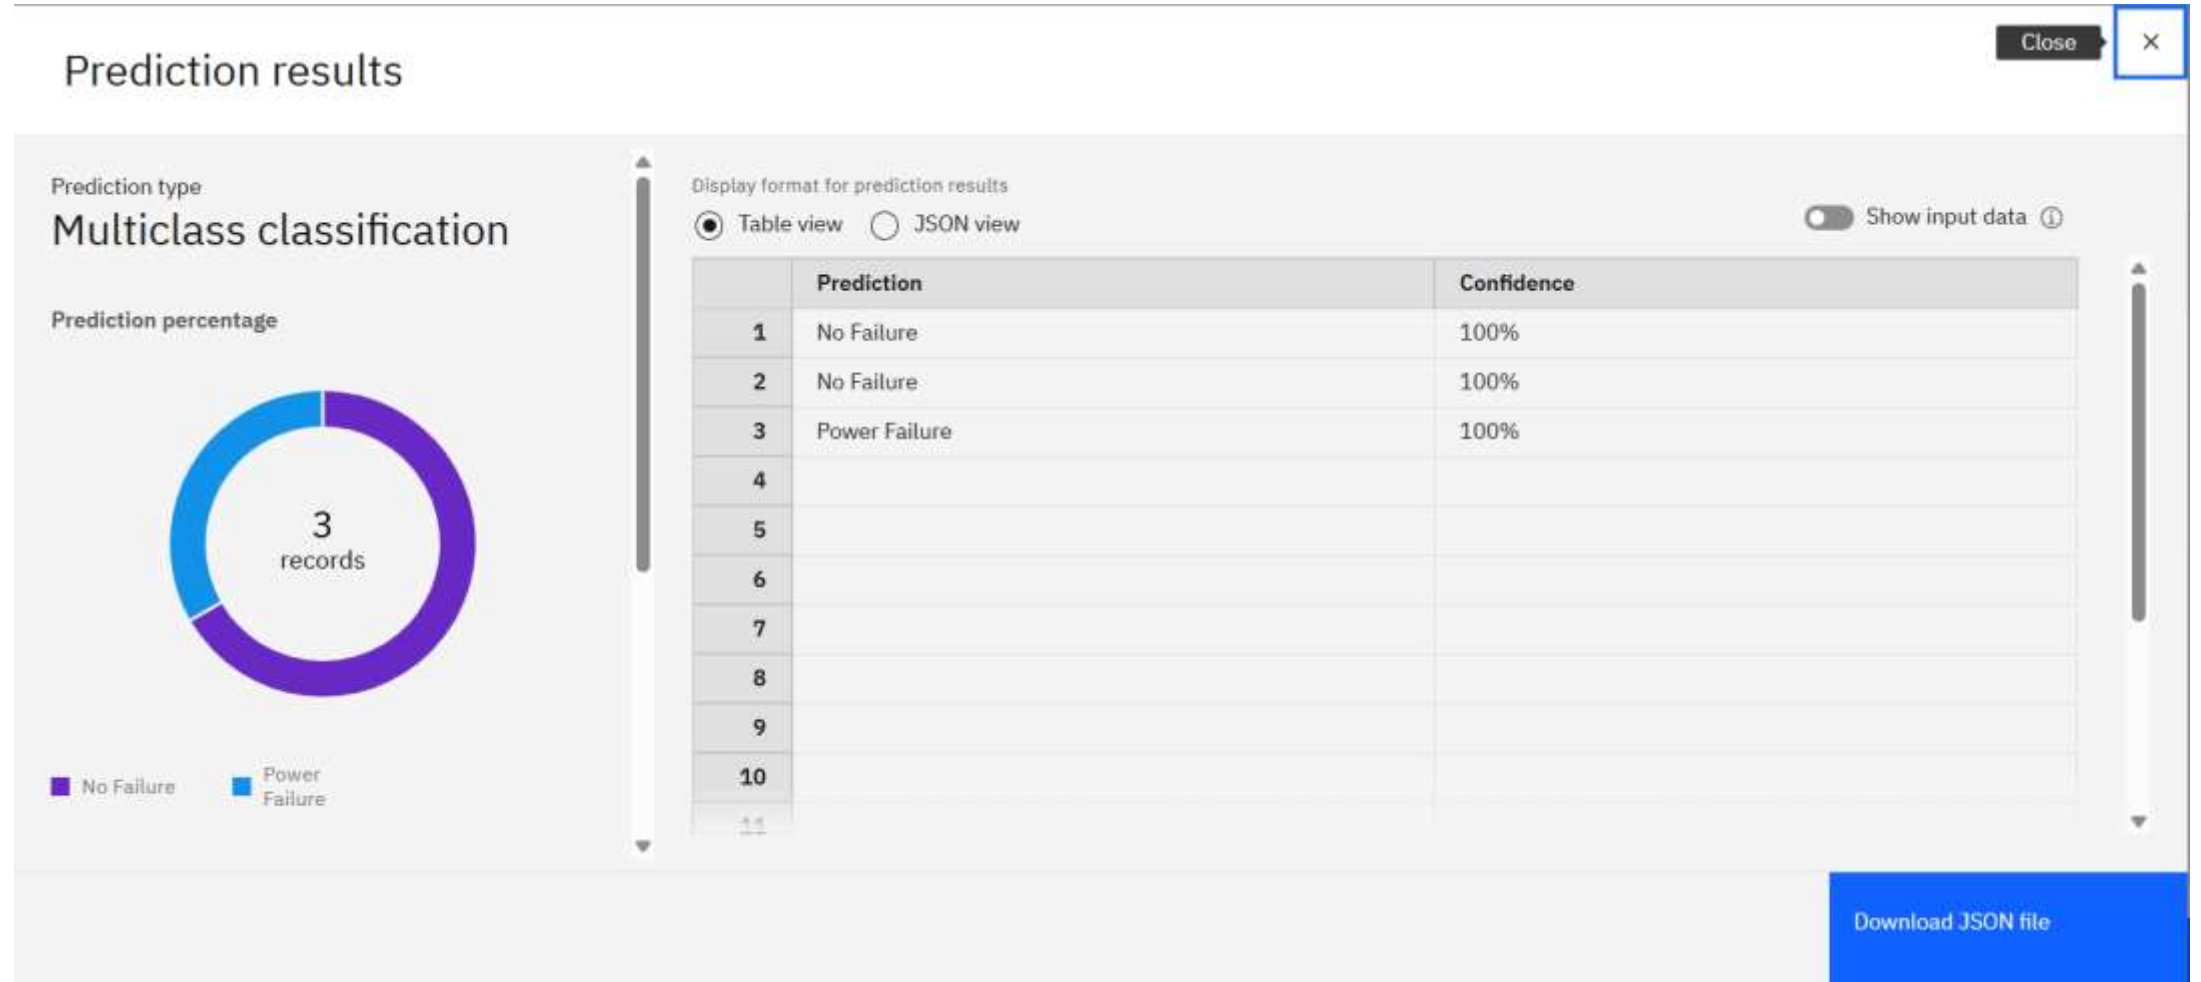 Prediction results
Close
×
Prediction type
Multiclass classification
Prediction percentage
3
records
No Failure
Power
Failure
Display format for prediction results
Table view JSON view
Show input data
Prediction Confidence
1 No Failure 100%
2 No Failure 100%
3 Power Failure 100%
4
5
6
7
8
9
10
11
Download JSON file